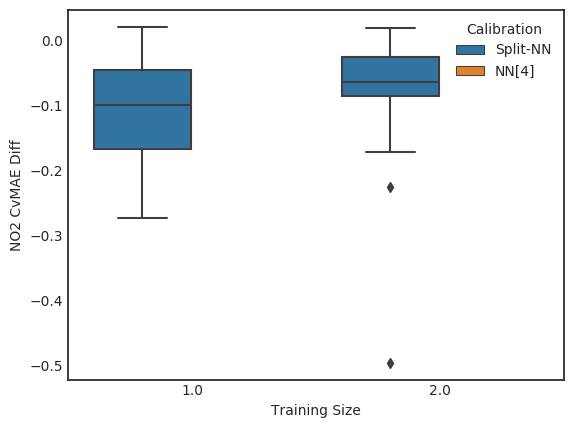 Calibration
Split-NN
NN[4]
NO2 CvMAE Diff
0.0
−0.1
−0.2
−0.3
−0.4
−0.5
1.0
2.0
Training Size